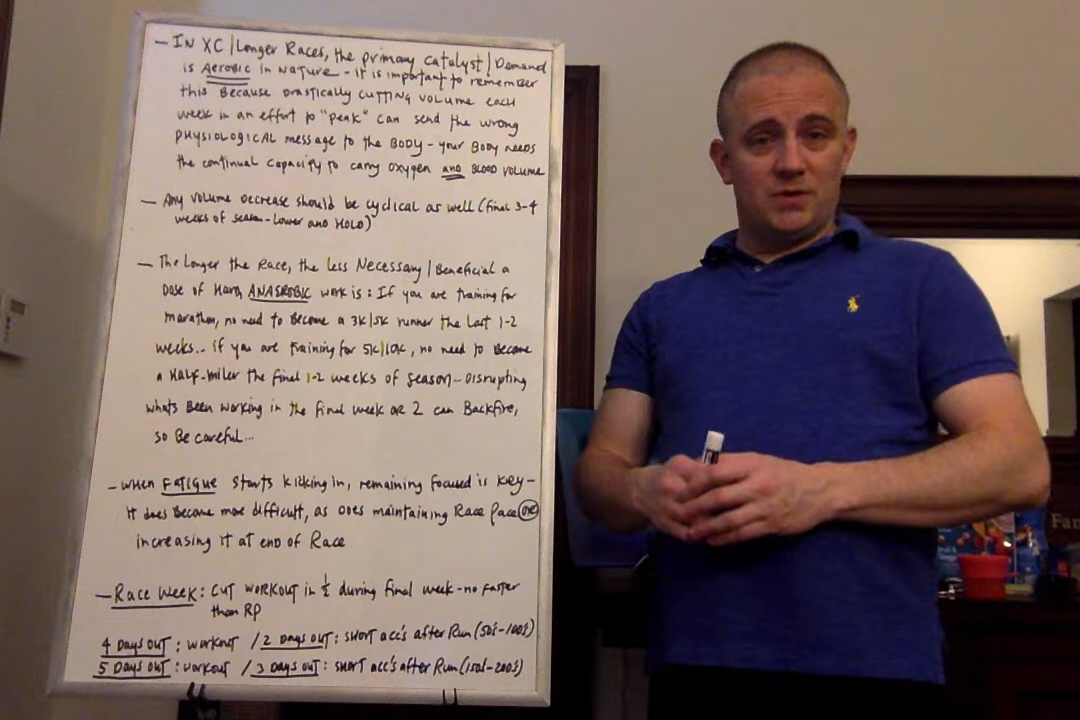 - IN XC/Longer Races, the primary catalyst/Demand
is AEROBIC in NATURE - it is important to remember
this Because Drastically CUTTING VOLUME each
week in an effort to "peak" can send the wrong
PHYSIOLOGICAL message to the BODY - your BODY needs
the continual capacity to carry oxygen and BLOOD VOLUME
- Any volume decrease should be cyclical as well (final 3-4
weeks of season - Lower and HOLD)
- The Longer the Race, the less Necessary/Beneficial a
Dose of Hard ANAEROBIC work is: If you are training for
marathon, no need to Become a 3K/5K runner the last 1-2
weeks.. if you are training for 5K/10K, no need to Become
a HALF-miler the final 1-2 weeks of season - DISRUPTING
whats Been working in the final week or 2 can Backfire,
so Be careful...
- when FATIGUE starts kicking in, remaining focused is key -
It does Become more difficult, as does maintaining Race Pace OR
increasing it at end of Race
- Race Week: CUT WORKOUT in ½ during final week - no faster
than RP
4 Days OUT: WORKOUT / 2 DAYS OUT: SHORT acc's after Run (50s-100s)
5 Days OUT: WORKOUT / 3 DAYS OUT: SHORT acc's after Run (150s-200s)
Fan